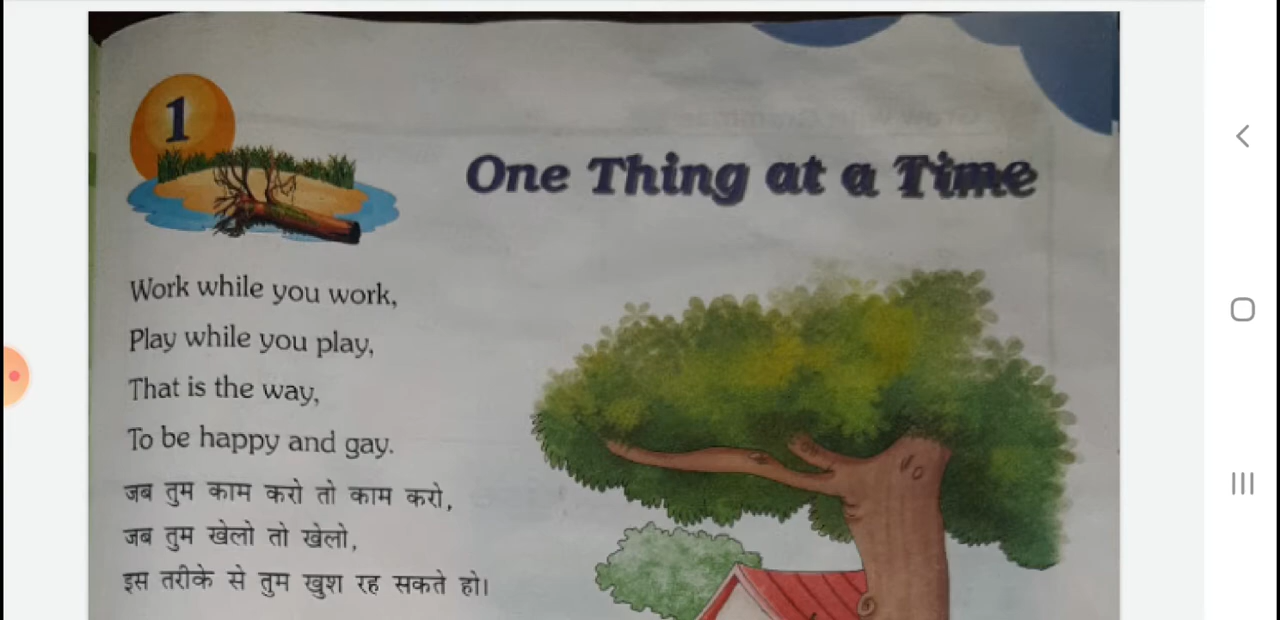 1
One Thing at a Time
Work while you work,
Play while you play,
That is the way,
To be happy and gay.
जब तुम काम करो तो काम करो,
जब तुम खेलो तो खेलो,
इस तरीके से तुम खुश रह सकते हो।